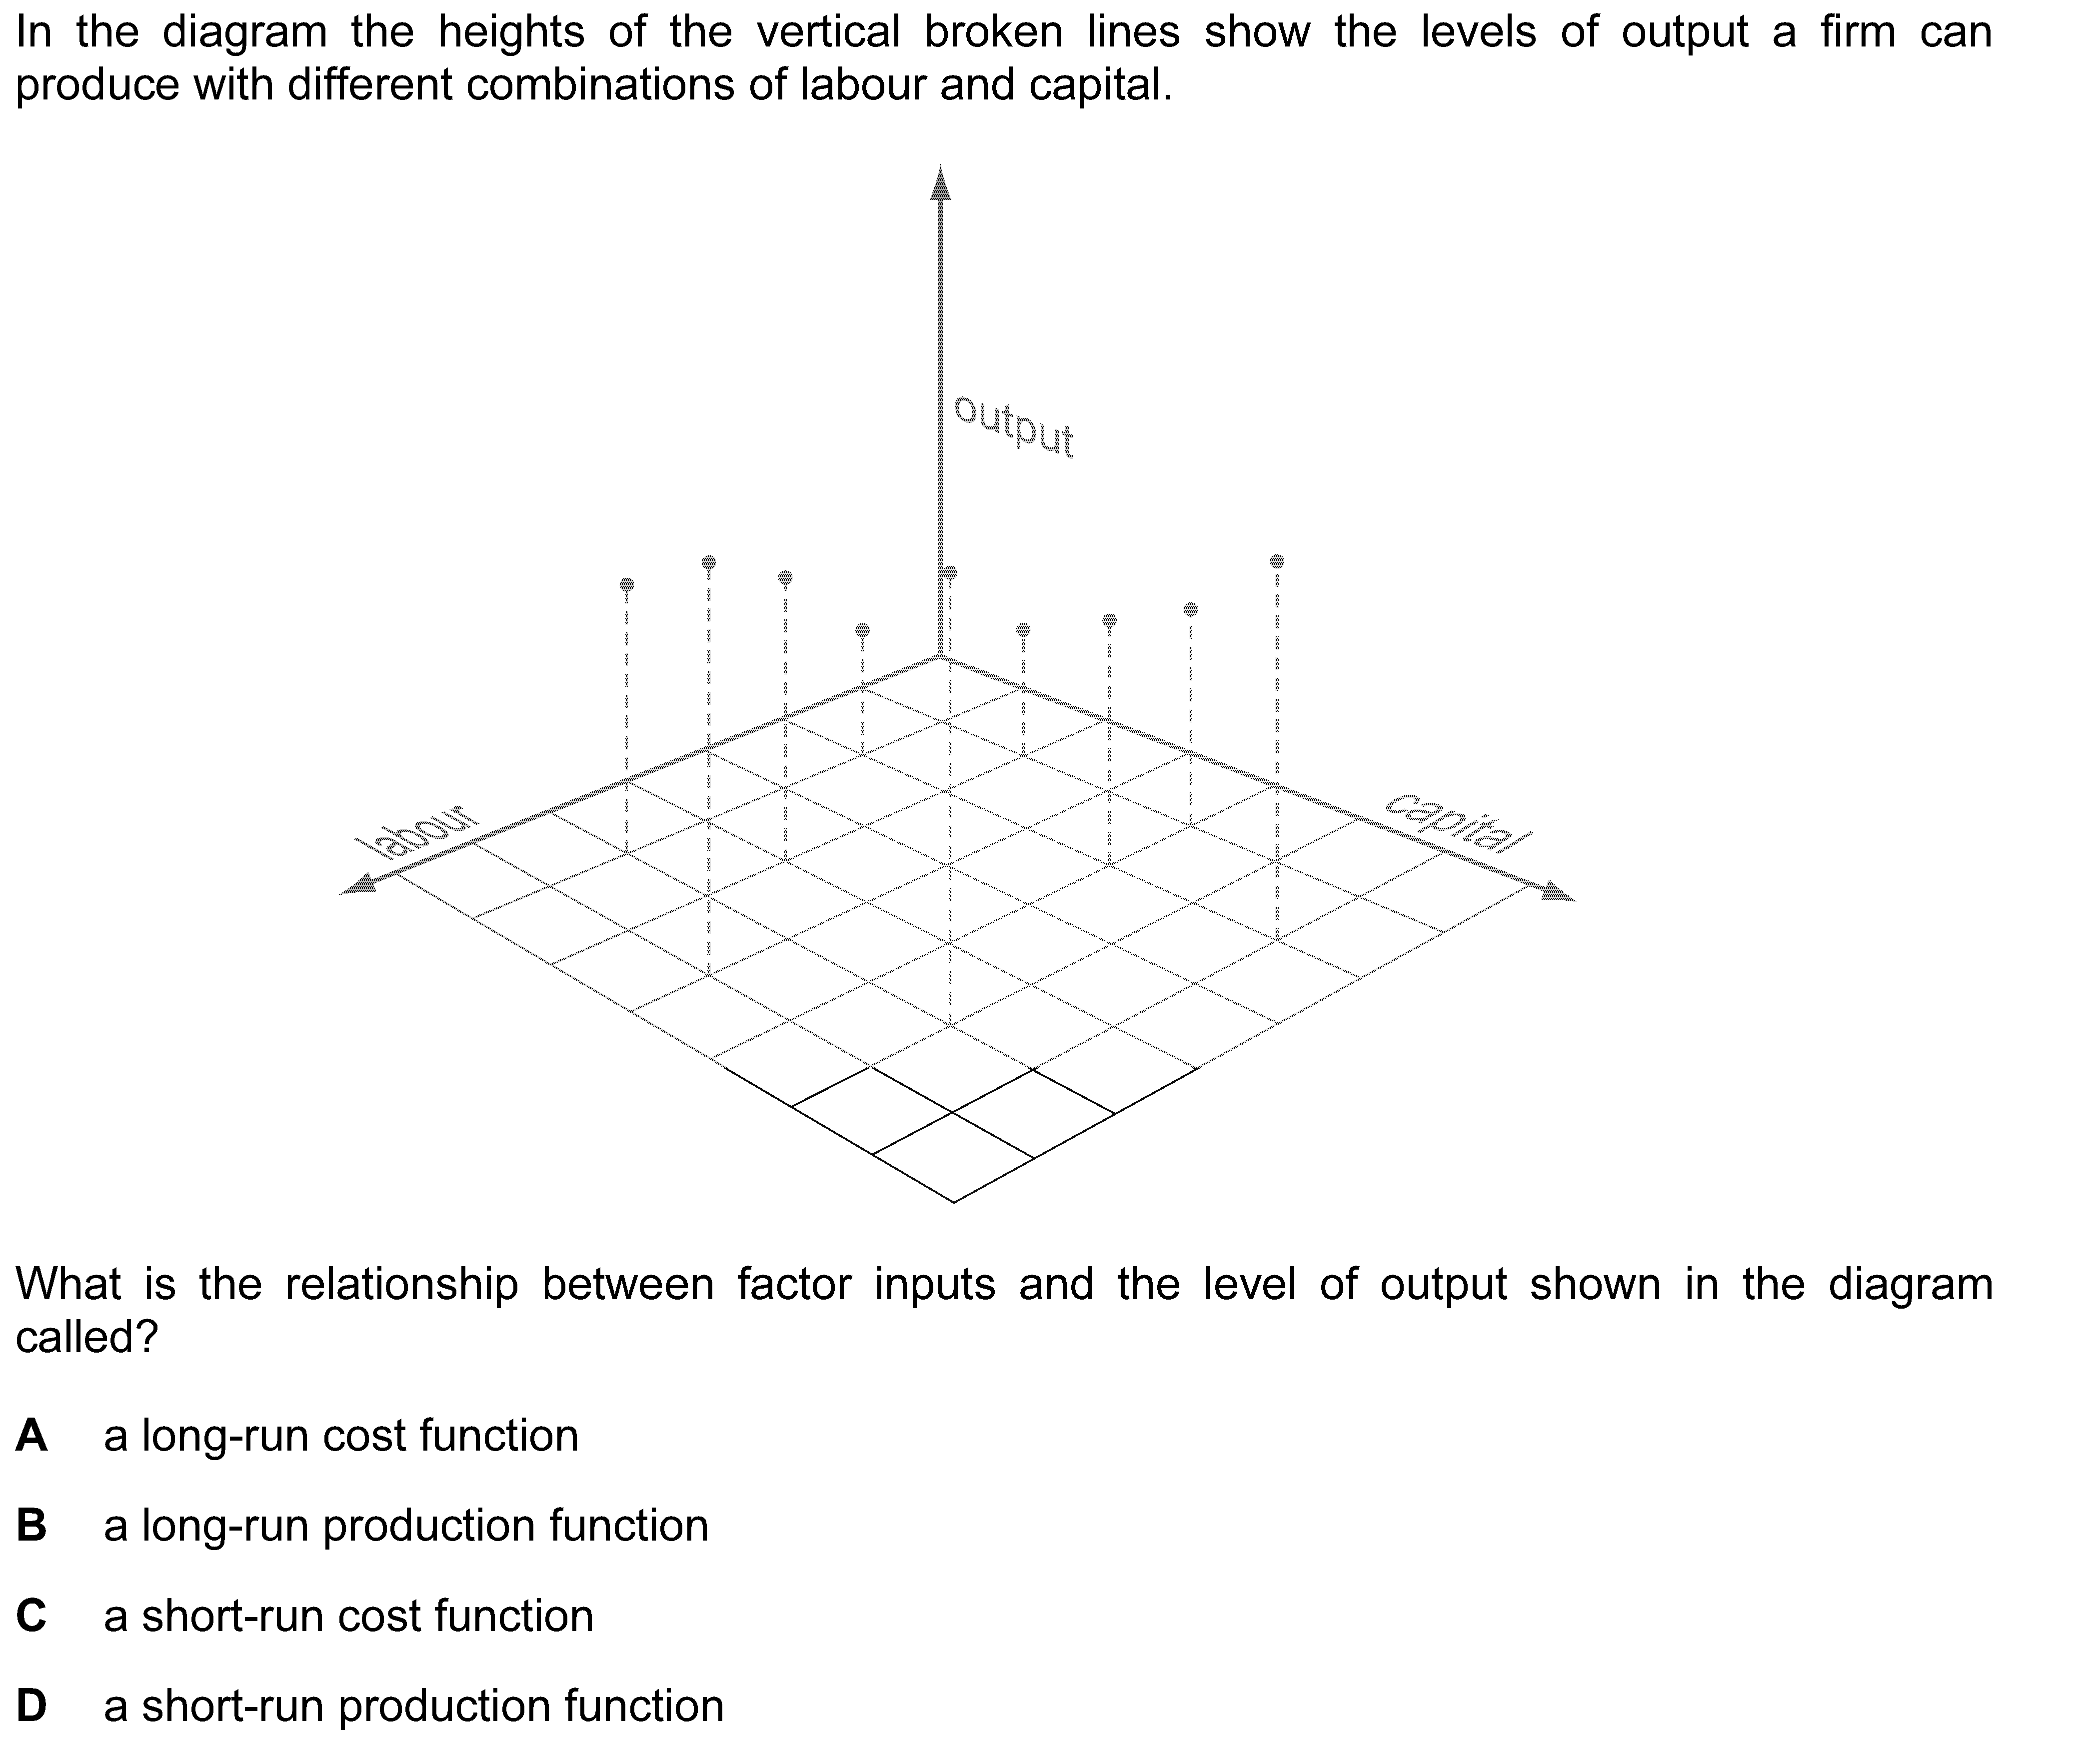 In the diagram the heights of the vertical broken lines show the levels of output a firm can
produce with different combinations of labour and capital.
output
labour
capital
What is the relationship between factor inputs and the level of output shown in the diagram
called?
A a long-run cost function
B a long-run production function
C a short-run cost function
D a short-run production function